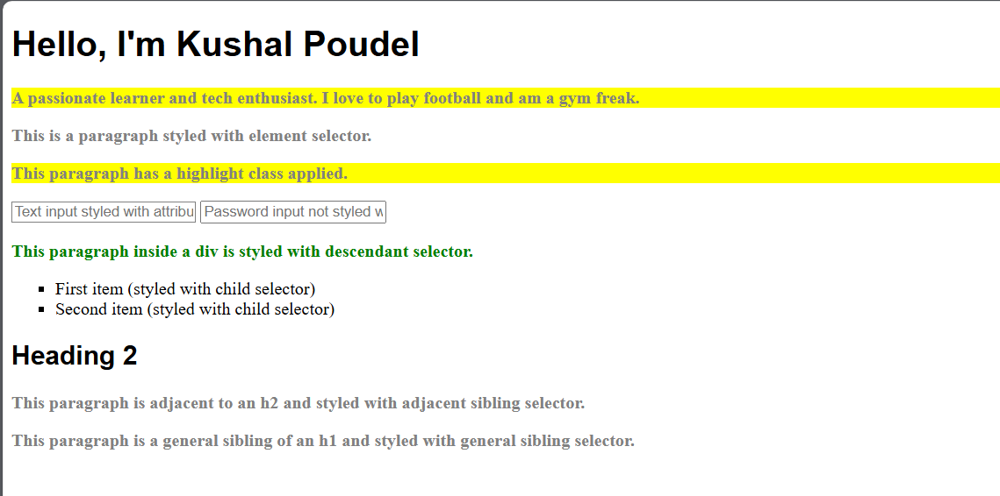 Hello, I'm Kushal Poudel
A passionate learner and tech enthusiast. I love to play football and am a gym freak.
This is a paragraph styled with element selector.
This paragraph has a highlight class applied.
Text input styled with attribu Password input not styled w
This paragraph inside a div is styled with descendant selector.
First item (styled with child selector)
Second item (styled with child selector)
Heading 2
This paragraph is adjacent to an h2 and styled with adjacent sibling selector.
This paragraph is a general sibling of an h1 and styled with general sibling selector.